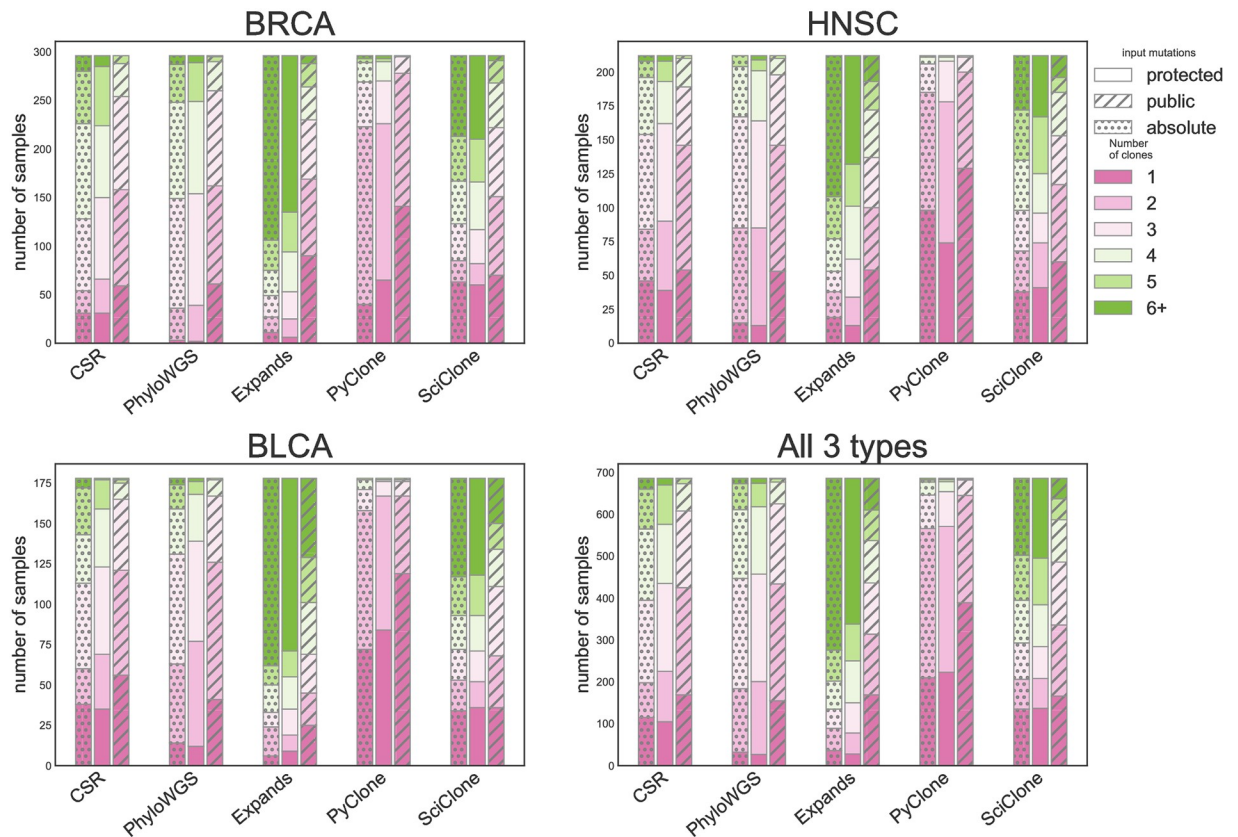 BRCA
300
250
200
150
100
50
0
number of samples
CSR
PhyloWGS
Expands
PyClone
SciClone
HNSC
200
175
150
125
100
75
50
25
0
number of samples
CSR
PhyloWGS
Expands
PyClone
SciClone
input mutations
protected
public
absolute
Number
of clones
1
2
3
4
5
6+
BLCA
175
150
125
100
75
50
25
0
number of samples
CSR
PhyloWGS
Expands
PyClone
SciClone
All 3 types
700
600
500
400
300
200
100
0
number of samples
CSR
PhyloWGS
Expands
PyClone
SciClone